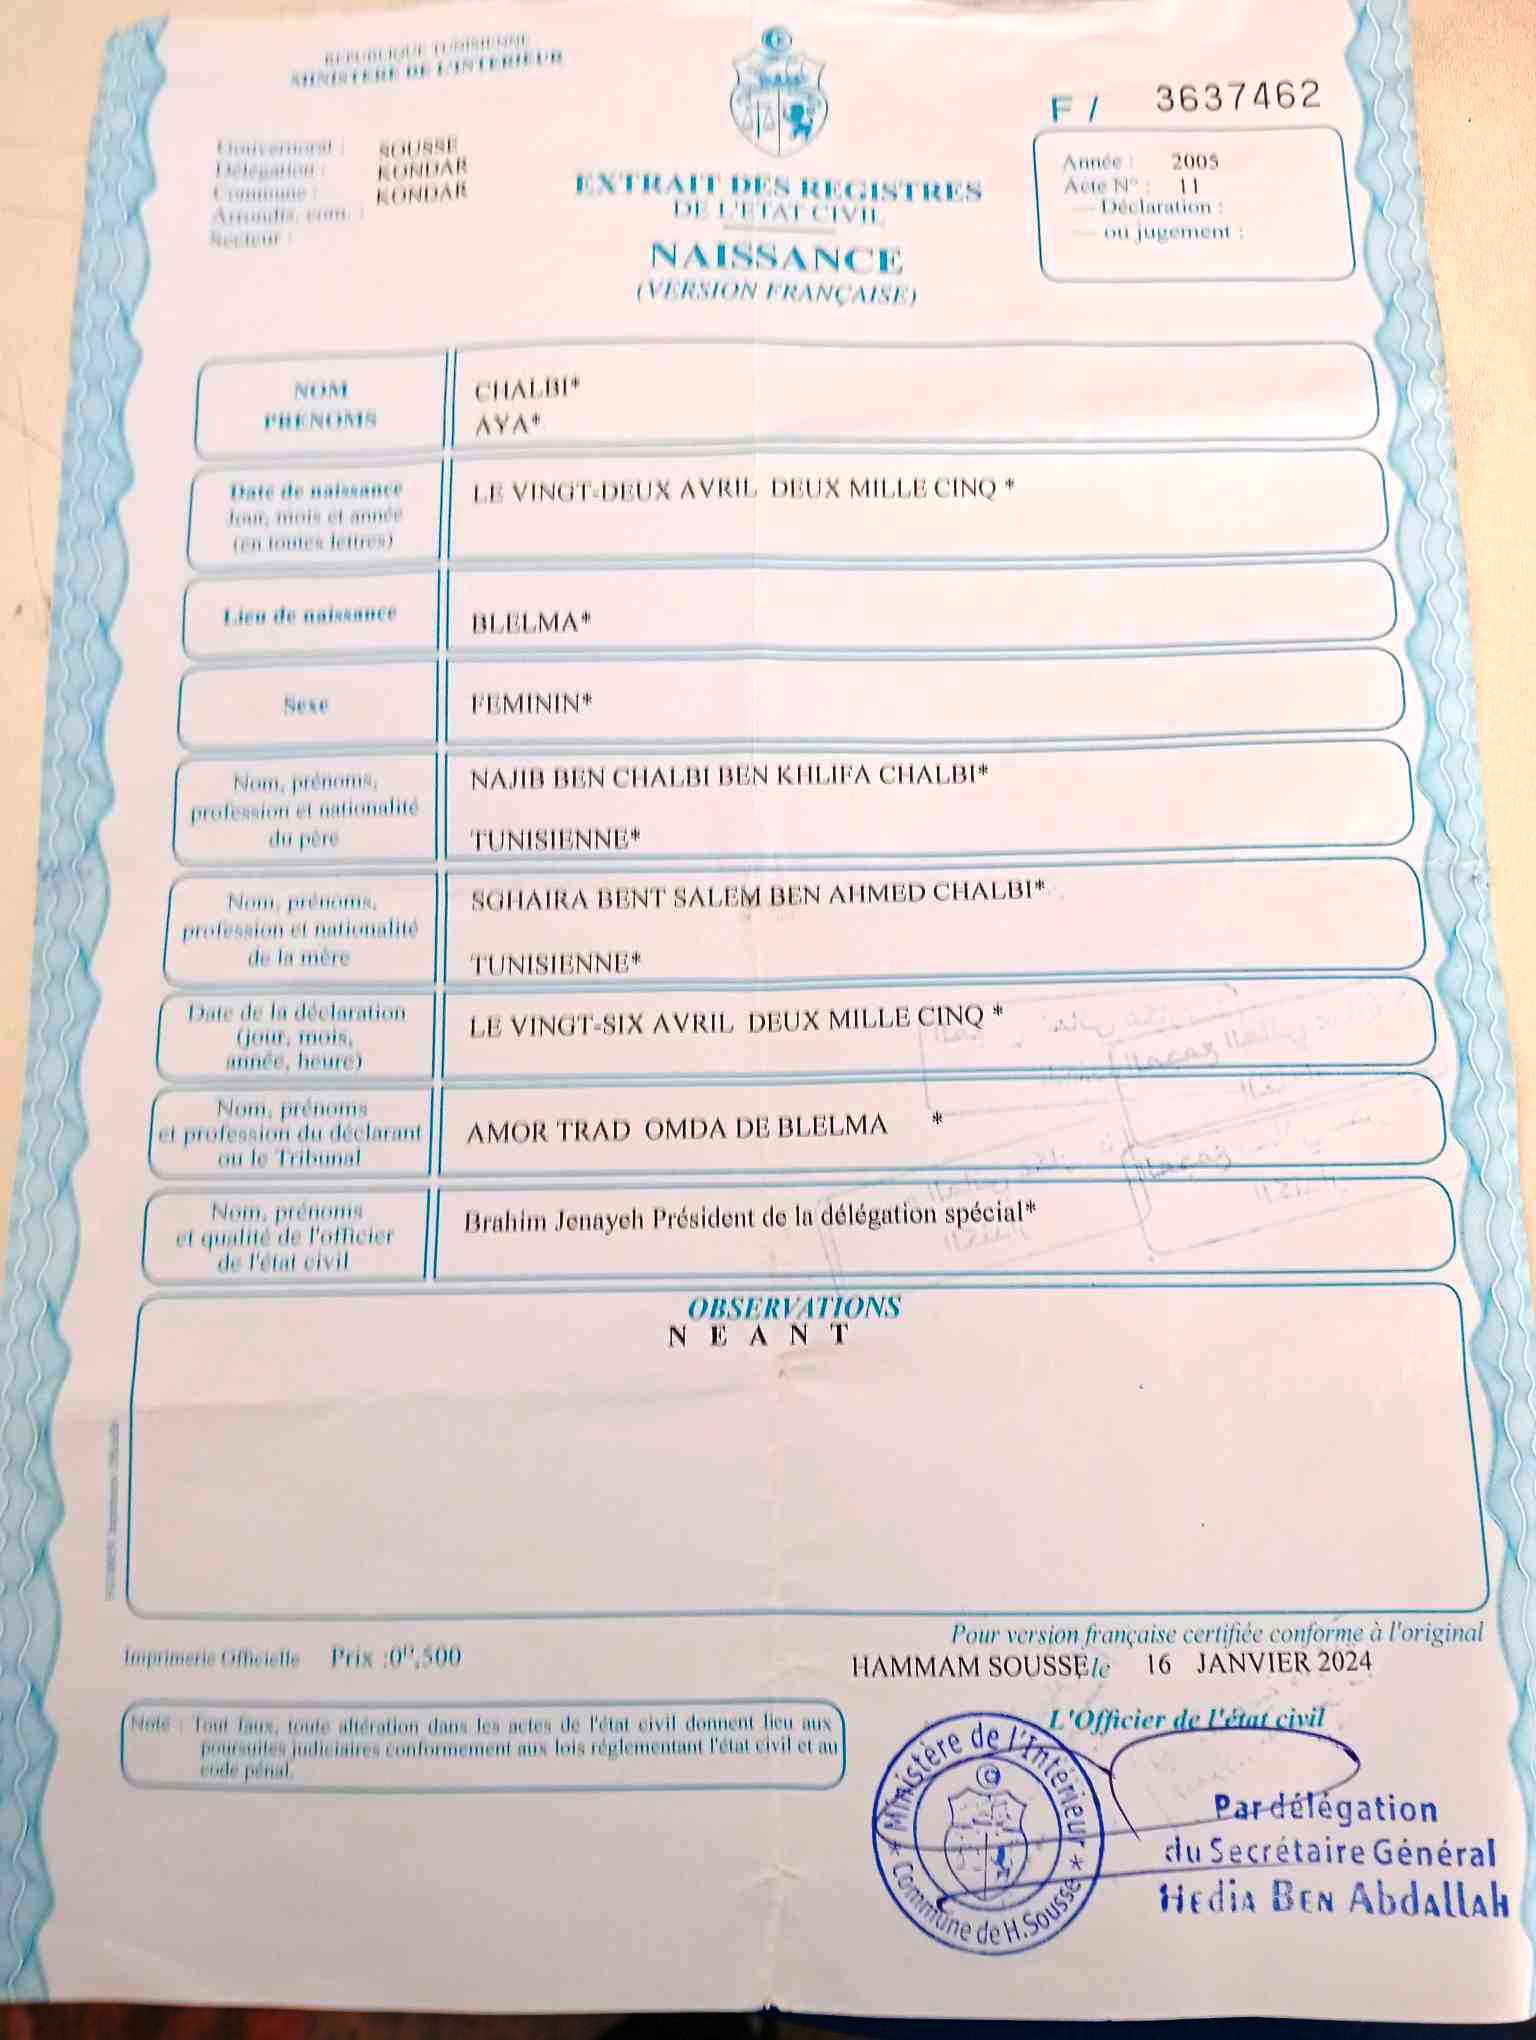 REPUBLIQUE TUNISIENNE
MINISTERE DE L'INTERIEUR
F / 3637462
Gouvernorat : SOUSSE
Délégation : KONDAR
Commune : KONDAR
Arrondis. com. :
Secteur :
EXTRAIT DES REGISTRES
DE L'ETAT CIVIL
NAISSANCE
(VERSION FRANÇAISE)
Année : 2005
Acte N° : 11
— Déclaration :
— ou jugement :
NOM
PRENOMS
CHALBI*
AYA*
Date de naissance
Jour, mois et année
(en toutes lettres)
LE VINGT-DEUX AVRIL DEUX MILLE CINQ *
Lieu de naissance
BLELMA*
Sexe
FEMININ*
Nom, prénoms,
profession et nationalité
du père
NAJIB BEN CHALBI BEN KHLIFA CHALBI*
TUNISIENNE*
Nom, prénoms,
profession et nationalité
de la mère
SGHAIRA BENT SALEM BEN AHMED CHALBI*
TUNISIENNE*
Date de la déclaration
(jour, mois,
année, heure)
LE VINGT-SIX AVRIL DEUX MILLE CINQ *
Nom, prénoms
et profession du déclarant
ou le Tribunal
AMOR TRAD OMDA DE BLELMA *
Nom, prénoms
et qualité de l'officier
de l'état civil
Brahim Jenayeh Président de la délégation spécial*
OBSERVATIONS
N E A N T
Pour version française certifiée conforme à l'original
Imprimerie Officielle Prix :0ᴰ,500
HAMMAM SOUSSE le 16 JANVIER 2024
L'Officier de l'état civil
Note : Tout faux, toute altération dans les actes de l'état civil donnent lieu aux
poursuites judiciaires conformement aux lois réglementant l'état civil et au
code pénal.
* Ministère de l'Intérieur *
Commune de H.Sousse
Par délégation
du Secrétaire Général
Hedia Ben Abdallah